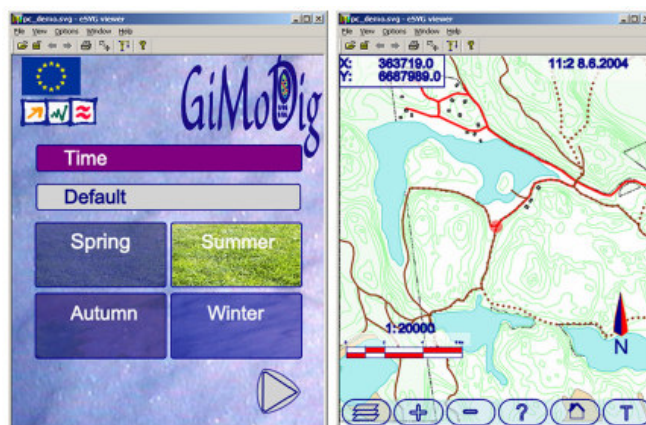 pc_demo.svg - eSVG viewer
File View Options Window Help
GiMoDig
Time
Default
Spring
Summer
Autumn
Winter
pc_demo.svg - eSVG viewer
File View Options Window Help
X: 363719.0
Y: 6687989.0
11:2 8.6.2004
1:20000
N
T